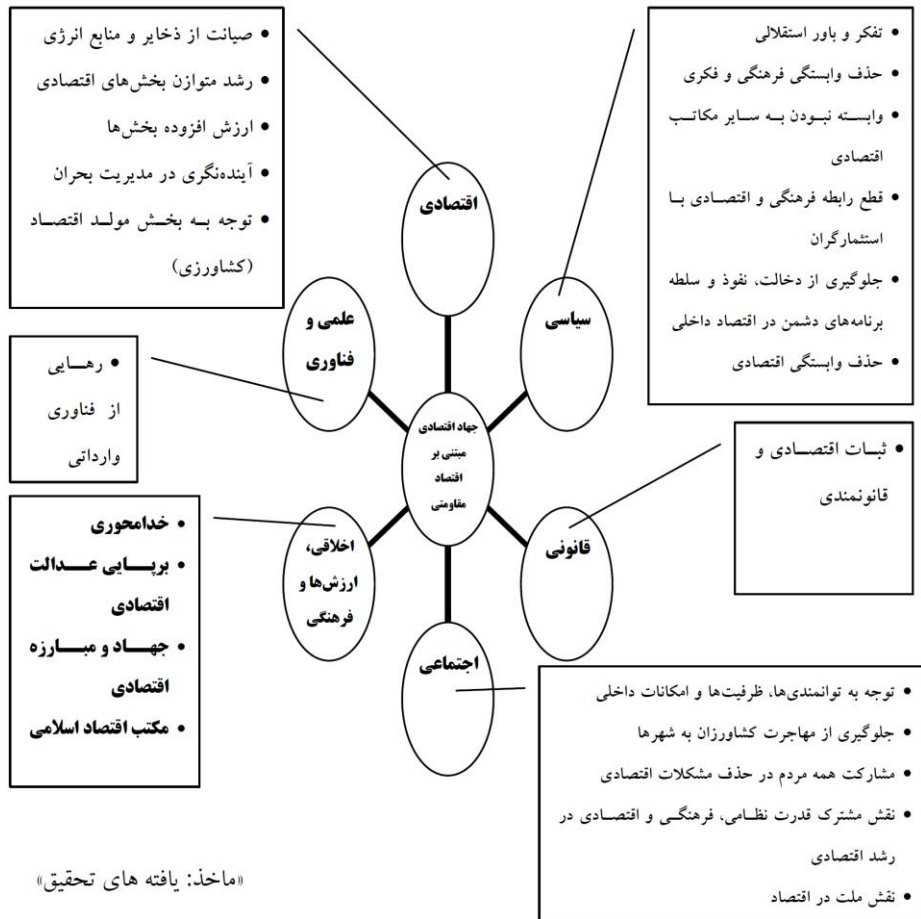 • تفکر و باور استقلالی
• حذف وابستگی فرهنگی و فکری
• وابسته نبودن به سایر مکاتب
اقتصادی
• قطع رابطه فرهنگی و اقتصادی با
استثمارگران
• جلوگیری از دخالت، نفوذ و سلطه
برنامه‌های دشمن در اقتصاد داخلی
• حذف وابستگی اقتصادی
• صیانت از ذخایر و منابع انرژی
• رشد متوازن بخش‌های اقتصادی
• ارزش افزوده بخش‌ها
• آینده‌نگری در مدیریت بحران
• توجه به بخش مولد اقتصاد
(کشاورزی)
اقتصادی
سیاسی
علمی و
فناوری
جهاد اقتصادی
مبتنی بر
اقتصاد
مقاومتی
قانونی
اخلاقی،
ارزش‌ها و
فرهنگی
اجتماعی
• رهایی
از فناوری
وارداتی
• ثبات اقتصادی و
قانونمندی
• خدامحوری
• برپایی عدالت
اقتصادی
• جهاد و مبارزه
اقتصادی
• مکتب اقتصاد اسلامی
• توجه به توانمندی‌ها، ظرفیت‌ها و امکانات داخلی
• جلوگیری از مهاجرت کشاورزان به شهرها
• مشارکت همه مردم در حذف مشکلات اقتصادی
• نقش مشترک قدرت نظامی، فرهنگی و اقتصادی در
رشد اقتصادی
• نقش ملت در اقتصاد
«ماخذ: یافته های تحقیق»